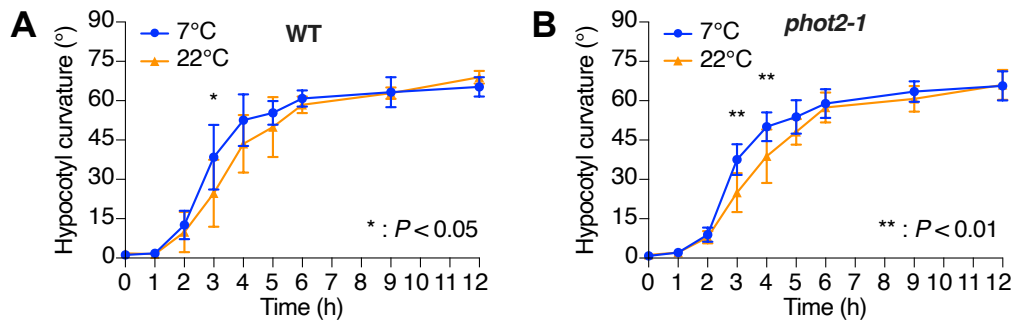 A
WT
7°C
22°C
Hypocotyl curvature (°)
90
75
60
45
30
15
0
*
* : P < 0.05
0 1 2 3 4 5 6 7 8 9 10 11 12
Time (h)
B
phot2-1
7°C
22°C
Hypocotyl curvature (°)
90
75
60
45
30
15
0
**
**
** : P < 0.01
0 1 2 3 4 5 6 7 8 9 10 11 12
Time (h)